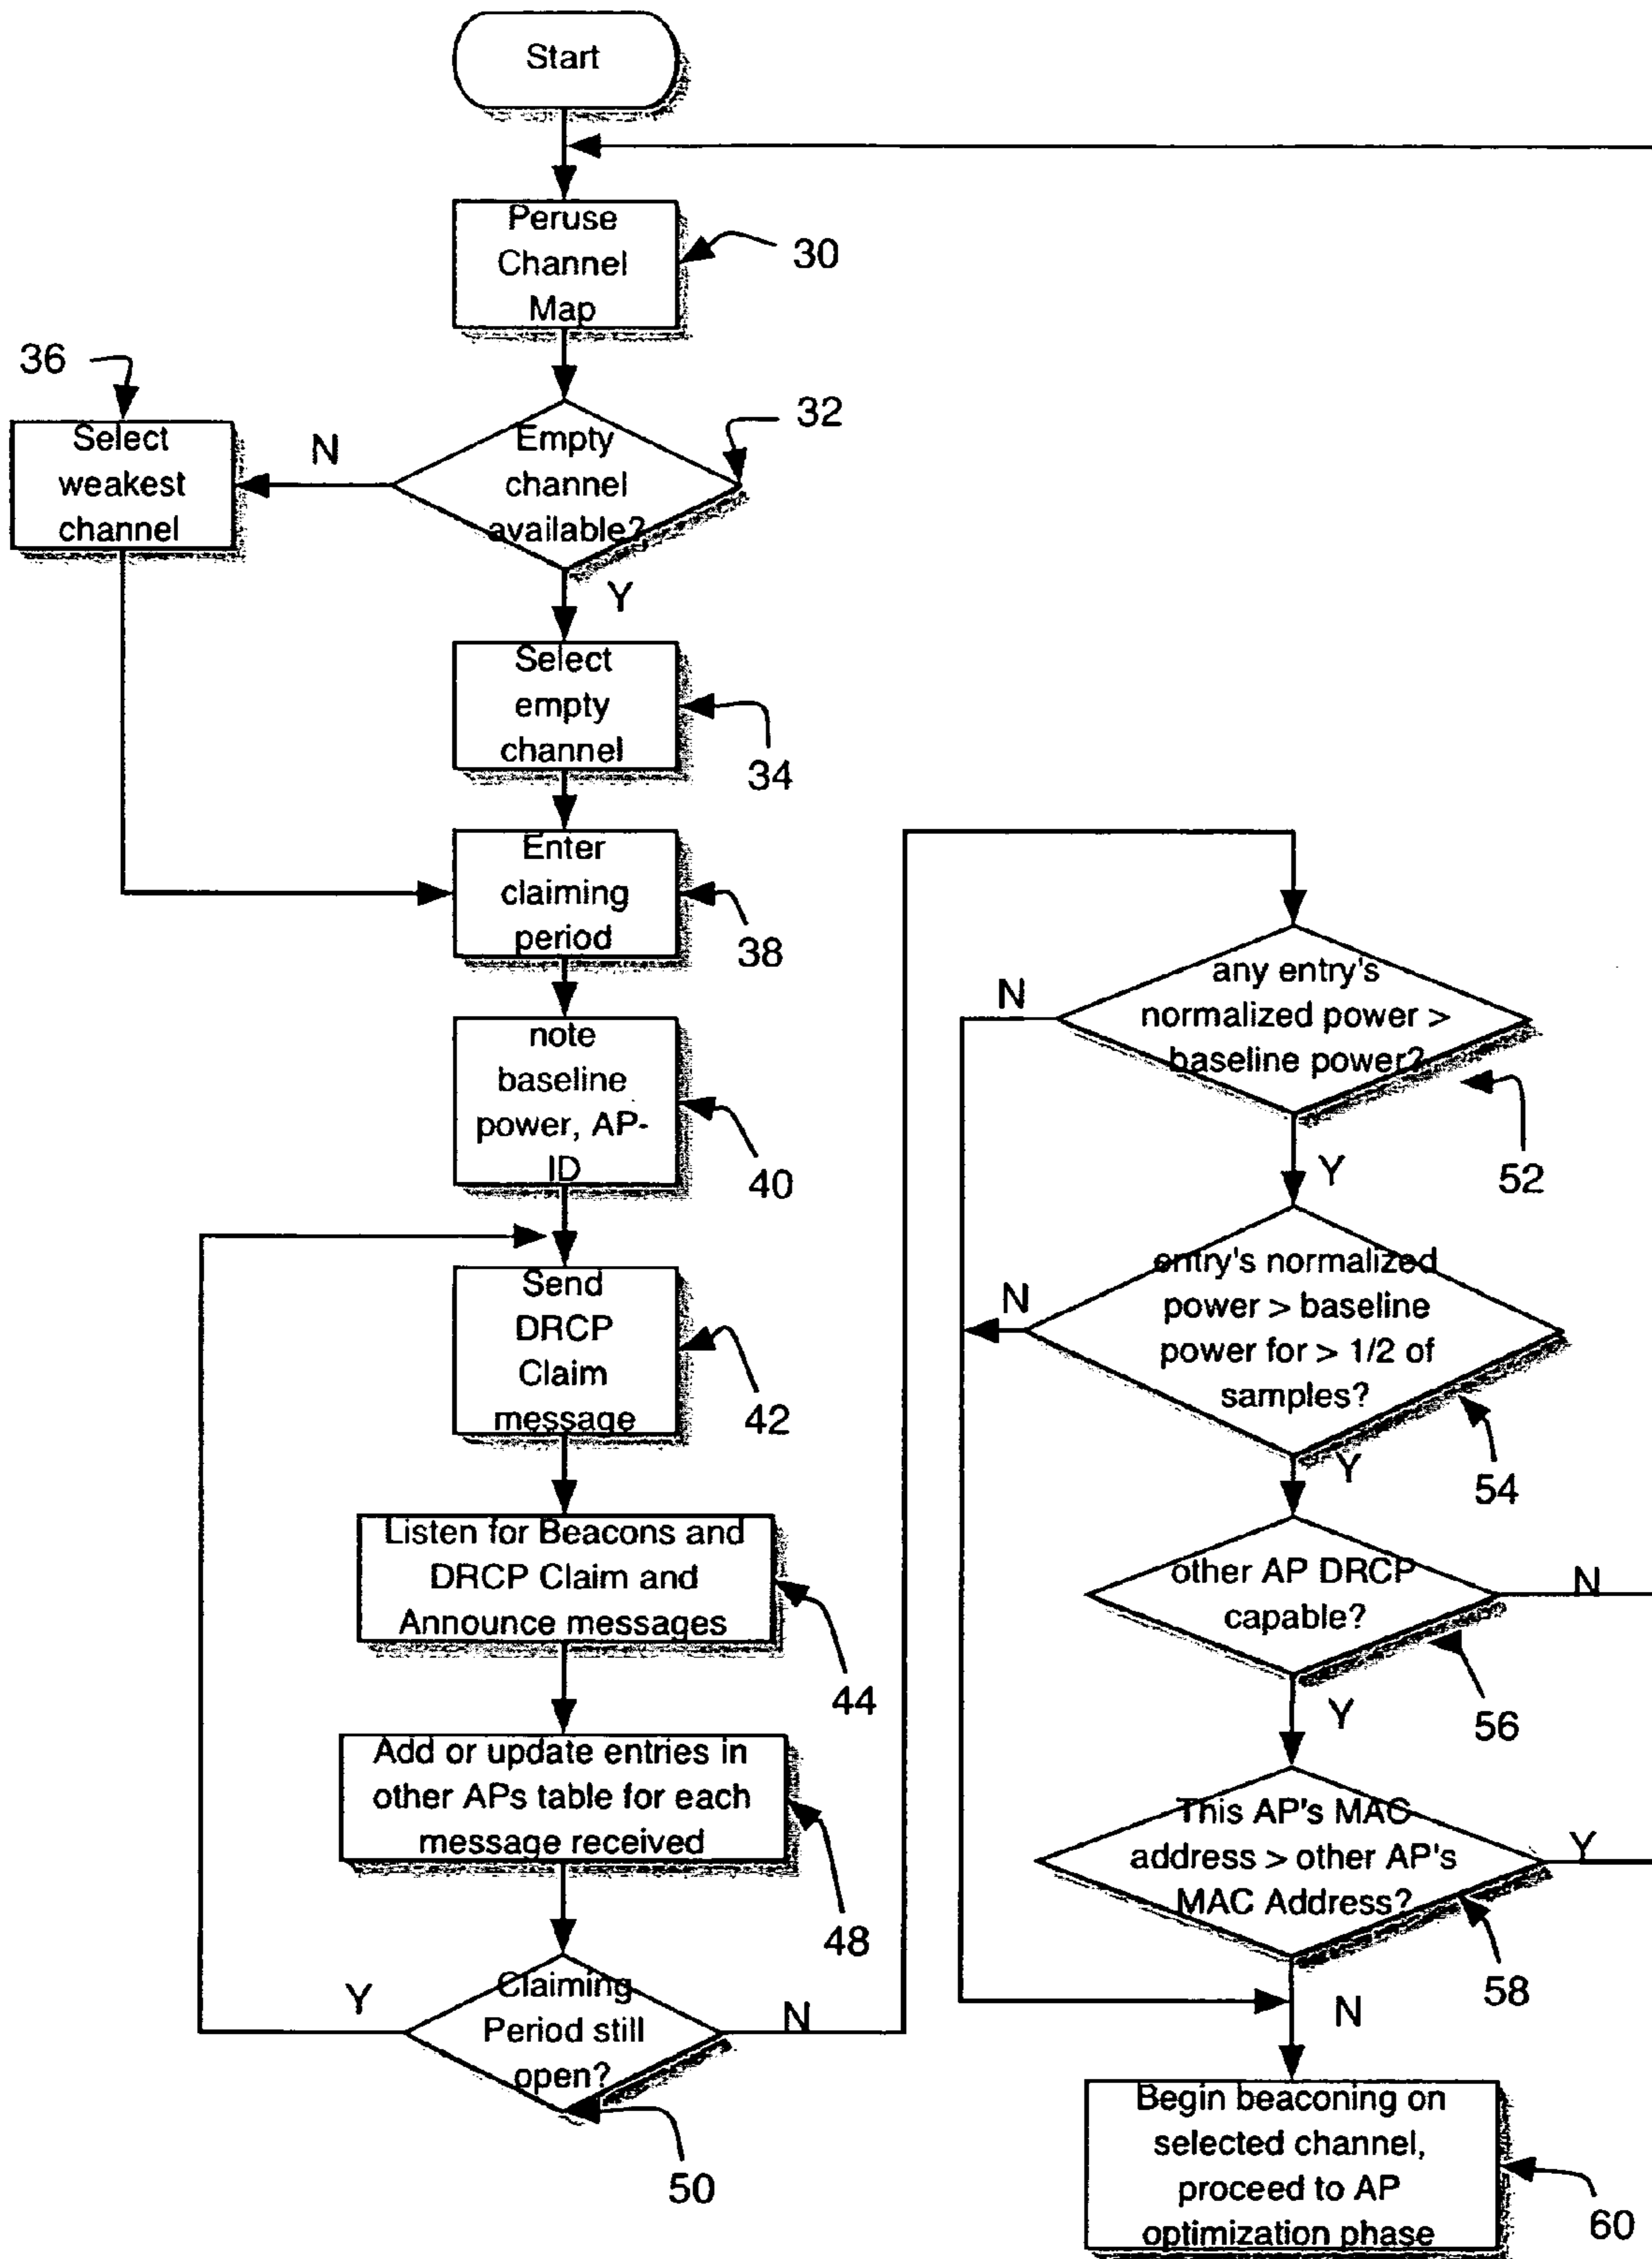 Start
Peruse
Channel
Map
30
36
Select
weakest
channel
N
Empty
channel
available?
32
Y
Select
empty
channel
34
Enter
claiming
period
38
note
baseline
power, AP-
ID
40
Send
DRCP
Claim
message
42
Listen for Beacons and
DRCP Claim and
Announce messages
44
Add or update entries in
other APs table for each
message received
48
Claiming
Period still
open?
Y
N
50
any entry's
normalized power >
baseline power?
N
Y
52
entry's normalized
power > baseline
power for > 1/2 of
samples?
N
Y
54
other AP DRCP
capable?
N
Y
56
This AP's MAC
address > other AP's
MAC Address?
Y
N
58
Begin beaconing on
selected channel,
proceed to AP
optimization phase
60